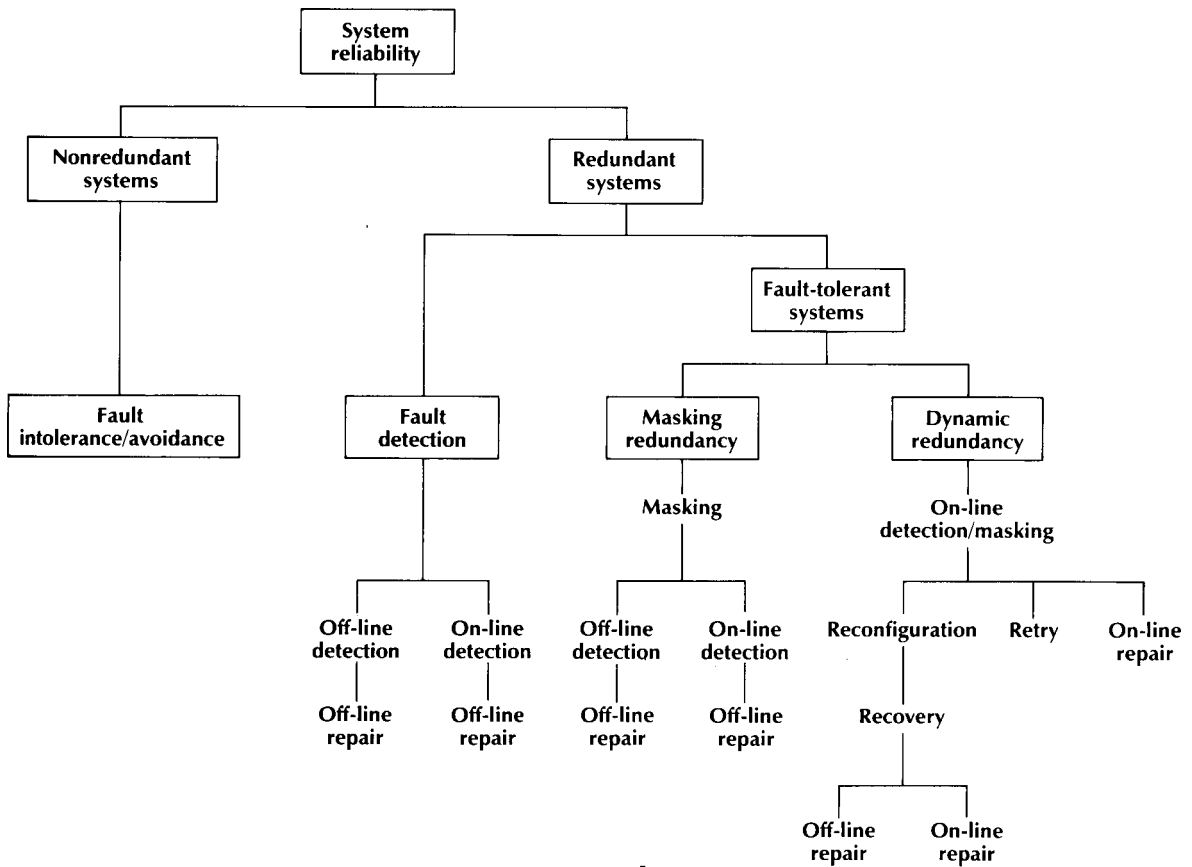 System
reliability
Nonredundant
systems
Redundant
systems
Fault-tolerant
systems
Fault
intolerance/avoidance
Fault
detection
Masking
redundancy
Dynamic
redundancy
Masking
On-line
detection/masking
Off-line
detection
On-line
detection
Off-line
detection
On-line
detection
Reconfiguration
Retry
On-line
repair
Off-line
repair
Off-line
repair
Off-line
repair
Off-line
repair
Recovery
Off-line
repair
On-line
repair